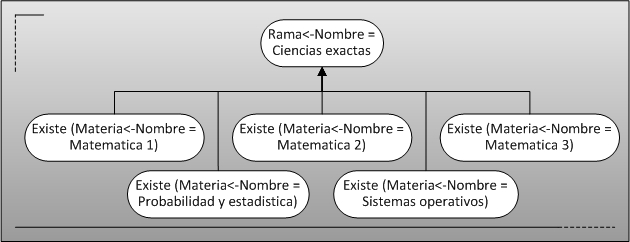 Rama<-Nombre =
Ciencias exactas
Existe (Materia<-Nombre =
Matematica 1)
Existe (Materia<-Nombre =
Matematica 2)
Existe (Materia<-Nombre =
Matematica 3)
Existe (Materia<-Nombre =
Probabilidad y estadistica)
Existe (Materia<-Nombre =
Sistemas operativos)